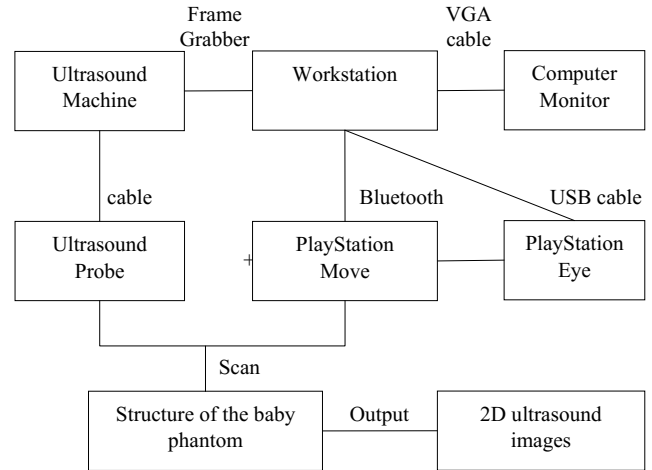 Frame
Grabber
VGA
cable
Ultrasound
Machine
Workstation
Computer
Monitor
cable
Bluetooth
USB cable
Ultrasound
Probe
+
PlayStation
Move
PlayStation
Eye
Scan
Structure of the baby
phantom
Output
2D ultrasound
images